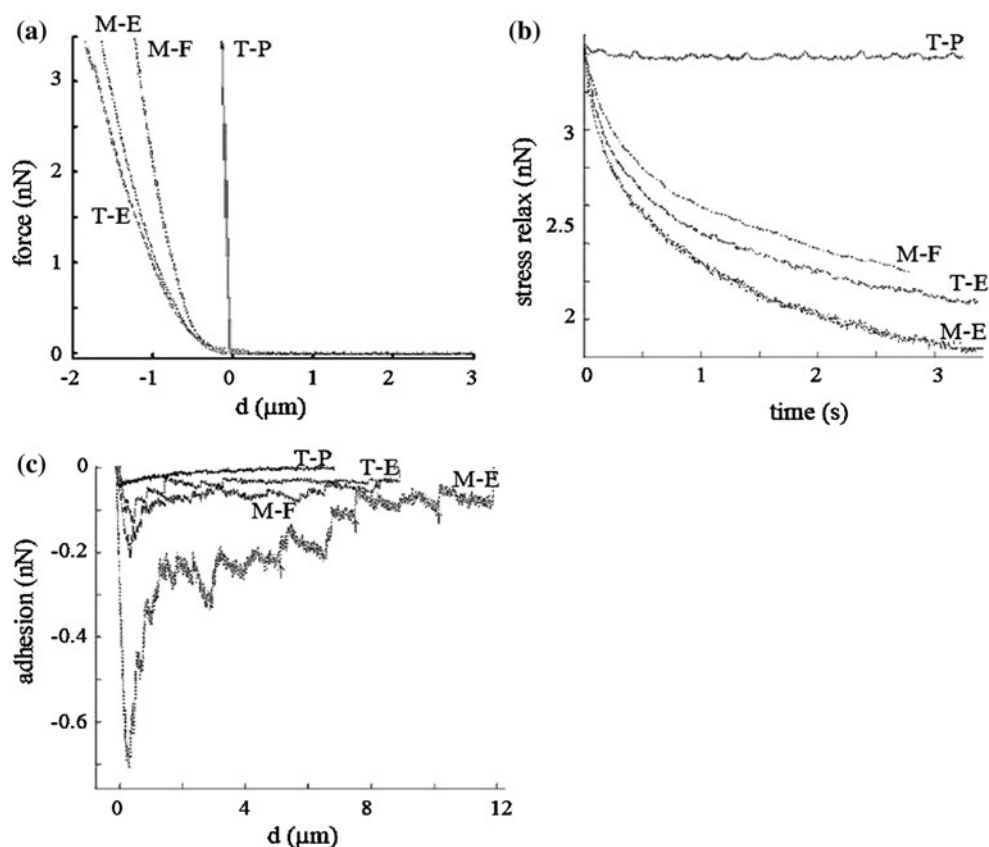 (a)
M-E
M-F
T-P
T-E
force (nN)
3
2
1
0
-2
-1
0
1
2
3
d (μm)
(b)
T-P
M-F
T-E
M-E
stress relax (nN)
3
2.5
2
0
1
2
3
time (s)
(c)
T-P
T-E
M-E
M-F
adhesion (nN)
0
-0.2
-0.4
-0.6
0
4
8
12
d (μm)